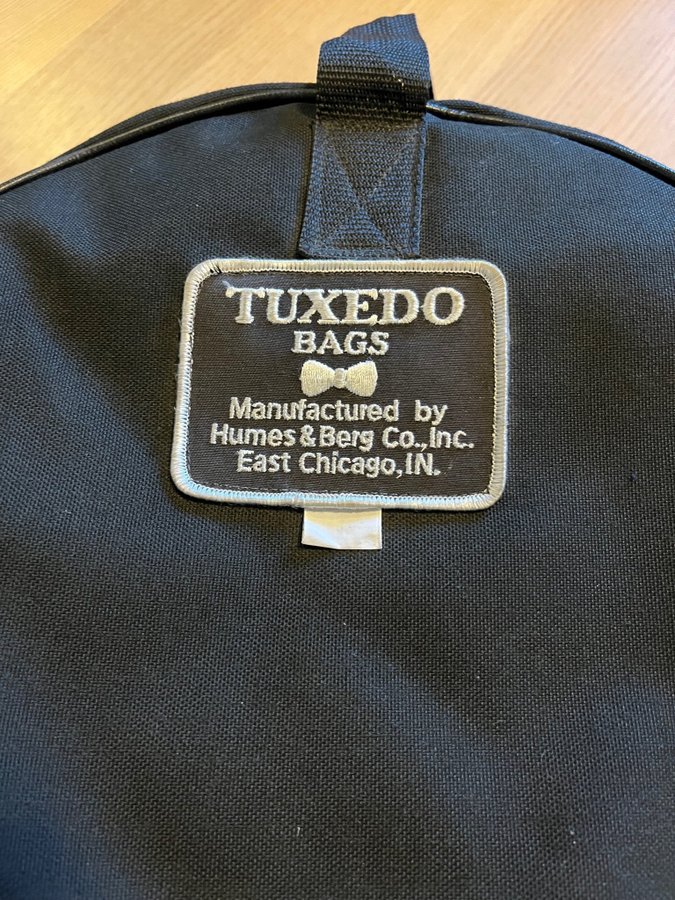 TUXEDO
BAGS
Manufactured by
Humes & Berg Co., Inc.
East Chicago, IN.